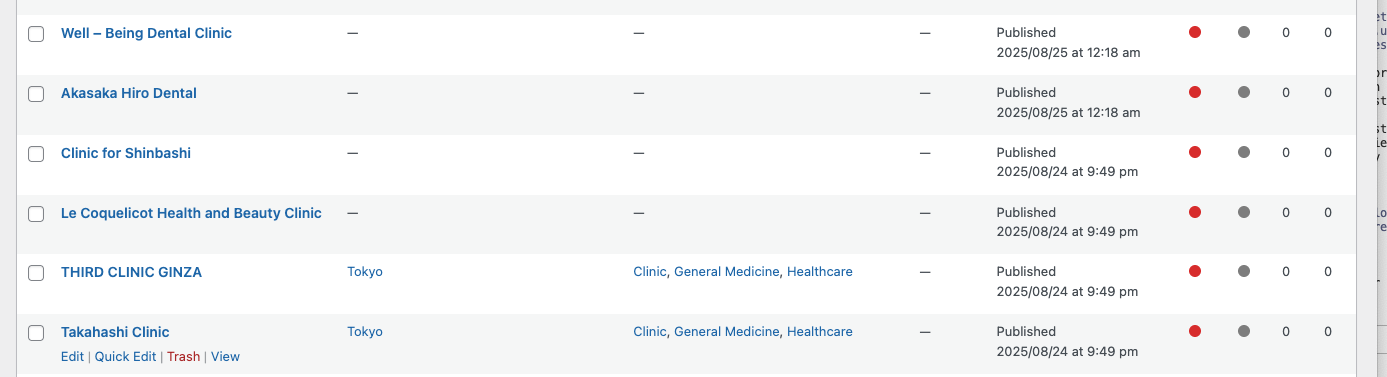 Well – Being Dental Clinic — — — Published 0 0
2025/08/25 at 12:18 am
Akasaka Hiro Dental — — — Published 0 0
2025/08/25 at 12:18 am
Clinic for Shinbashi — — — Published 0 0
2025/08/24 at 9:49 pm
Le Coquelicot Health and Beauty Clinic — — — Published 0 0
2025/08/24 at 9:49 pm
THIRD CLINIC GINZA Tokyo Clinic, General Medicine, Healthcare — Published 0 0
2025/08/24 at 9:49 pm
Takahashi Clinic Tokyo Clinic, General Medicine, Healthcare — Published 0 0
Edit | Quick Edit | Trash | View 2025/08/24 at 9:49 pm